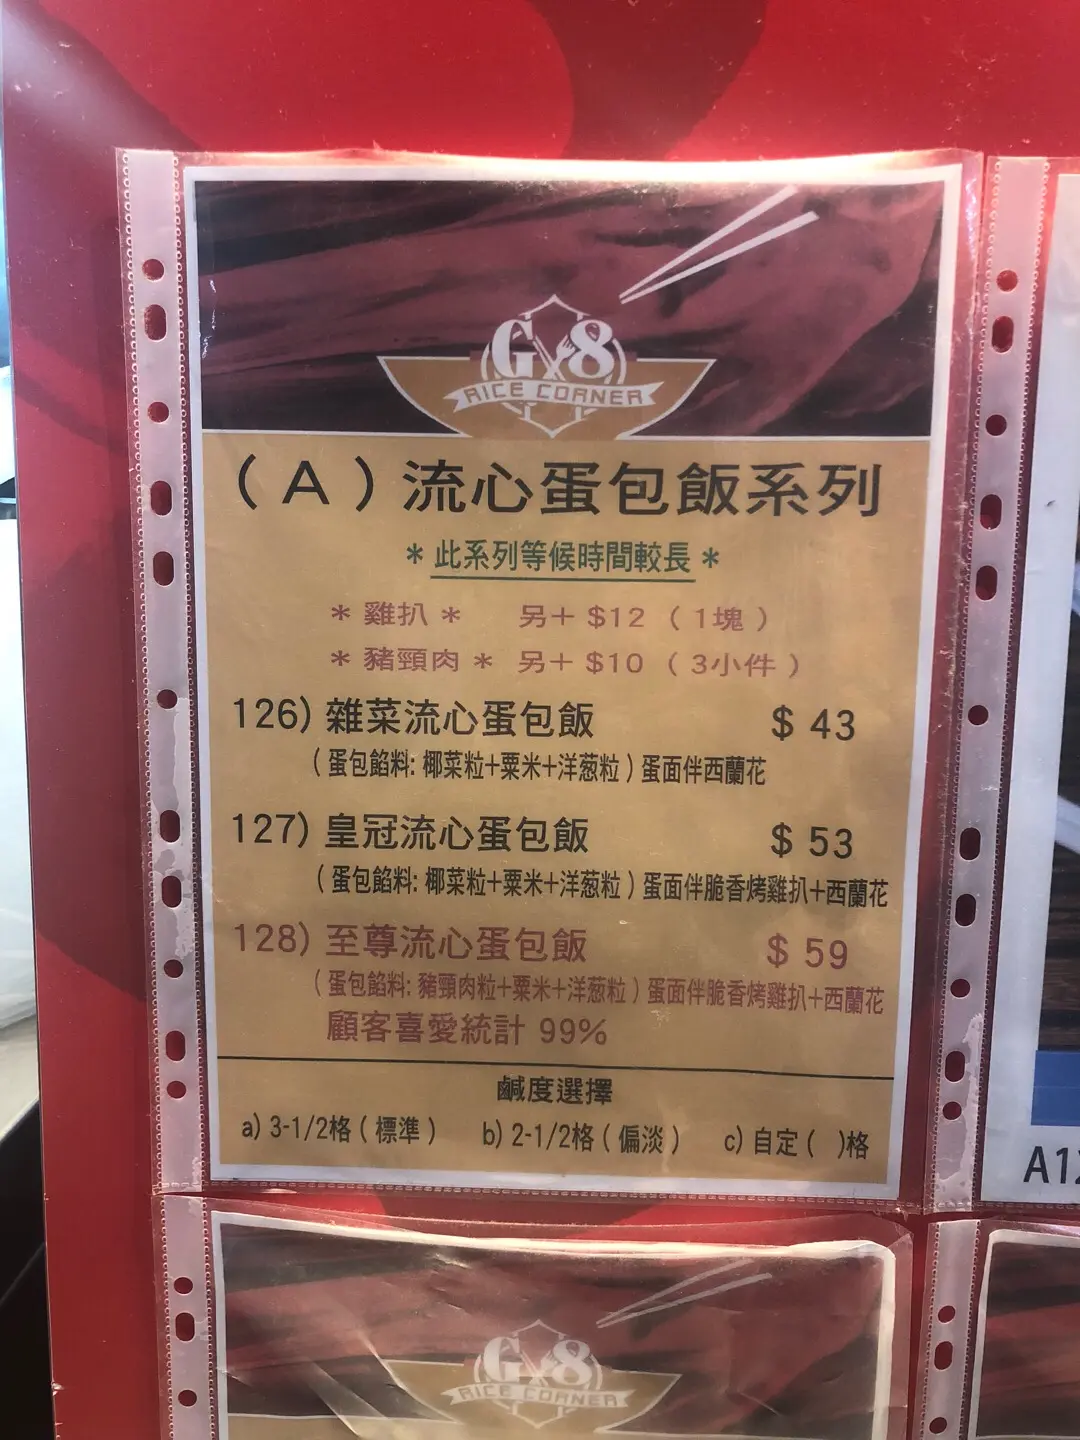 G8
RICE CORNER
(A)流心蛋包飯系列
*此系列等候時間較長*
*雞扒* 另+$12(1塊)
*豬頸肉* 另+$10(3小件)
126)雜菜流心蛋包飯 $43
(蛋包餡料:椰菜粒+粟米+洋葱粒)蛋面伴西蘭花
127)皇冠流心蛋包飯 $53
(蛋包餡料:椰菜粒+粟米+洋葱粒)蛋面伴脆香烤雞扒+西蘭花
128)至尊流心蛋包飯 $59
(蛋包餡料:豬頸肉粒+粟米+洋葱粒)蛋面伴脆香烤雞扒+西蘭花
顧客喜愛統計 99%
鹹度選擇
a)3-1/2格(標準) b)2-1/2格(偏淡) c)自定( )格
G8
RICE CORNER